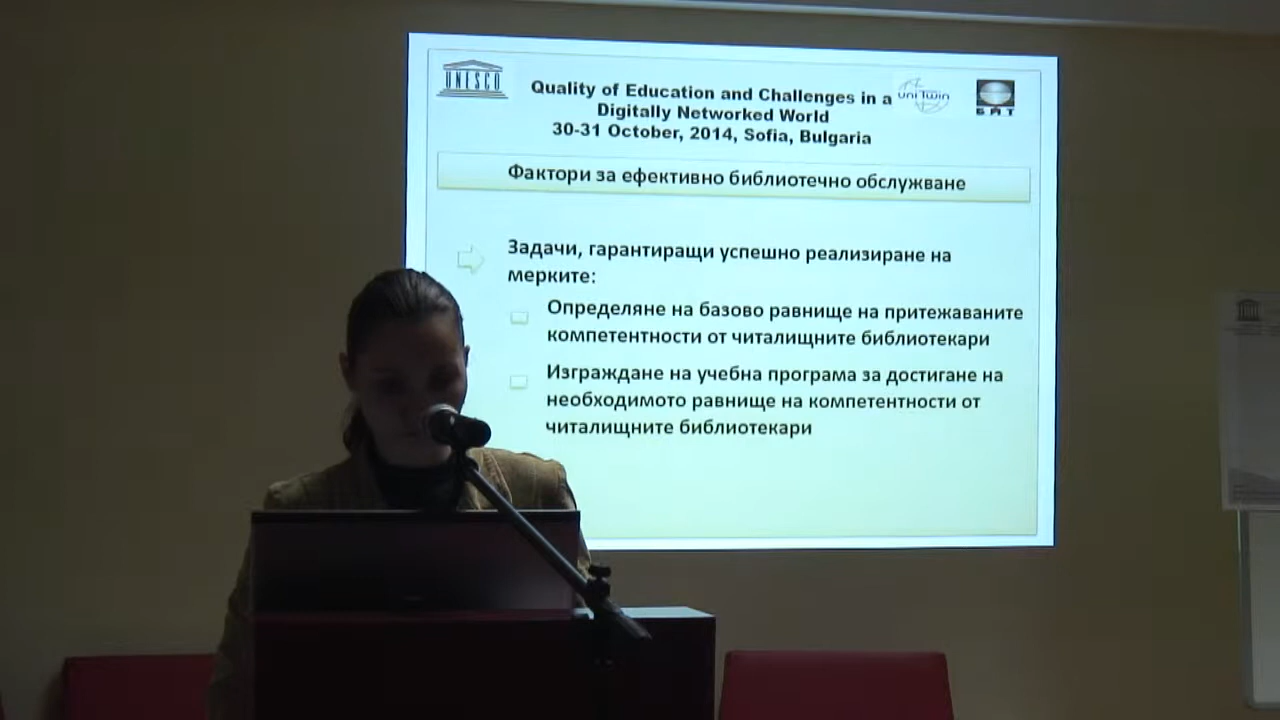 UNESCO
Quality of Education and Challenges in a
uniTwin
Digitally Networked World
30-31 October, 2014, Sofia, Bulgaria
Фактори за ефективно библиотечно обслужване
Задачи, гарантиращи успешно реализиране на
мерките:
Определяне на базово равнище на притежаваните
компетентности от читалищните библиотекари
Изграждане на учебна програма за достигане на
необходимото равнище на компетентности от
читалищните библиотекари